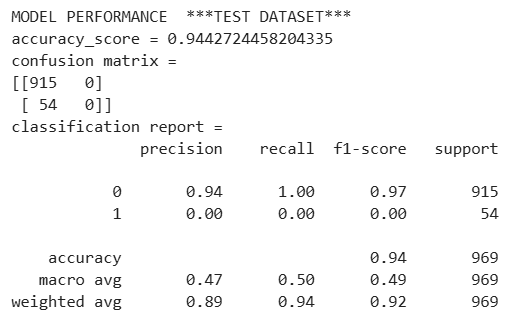 MODEL PERFORMANCE  ***TEST DATASET***
accuracy_score = 0.9442724458204335
confusion matrix =
[[915   0]
 [ 54   0]]
classification report =
              precision    recall  f1-score   support

           0       0.94      1.00      0.97       915
           1       0.00      0.00      0.00        54

    accuracy                           0.94       969
   macro avg       0.47      0.50      0.49       969
weighted avg       0.89      0.94      0.92       969